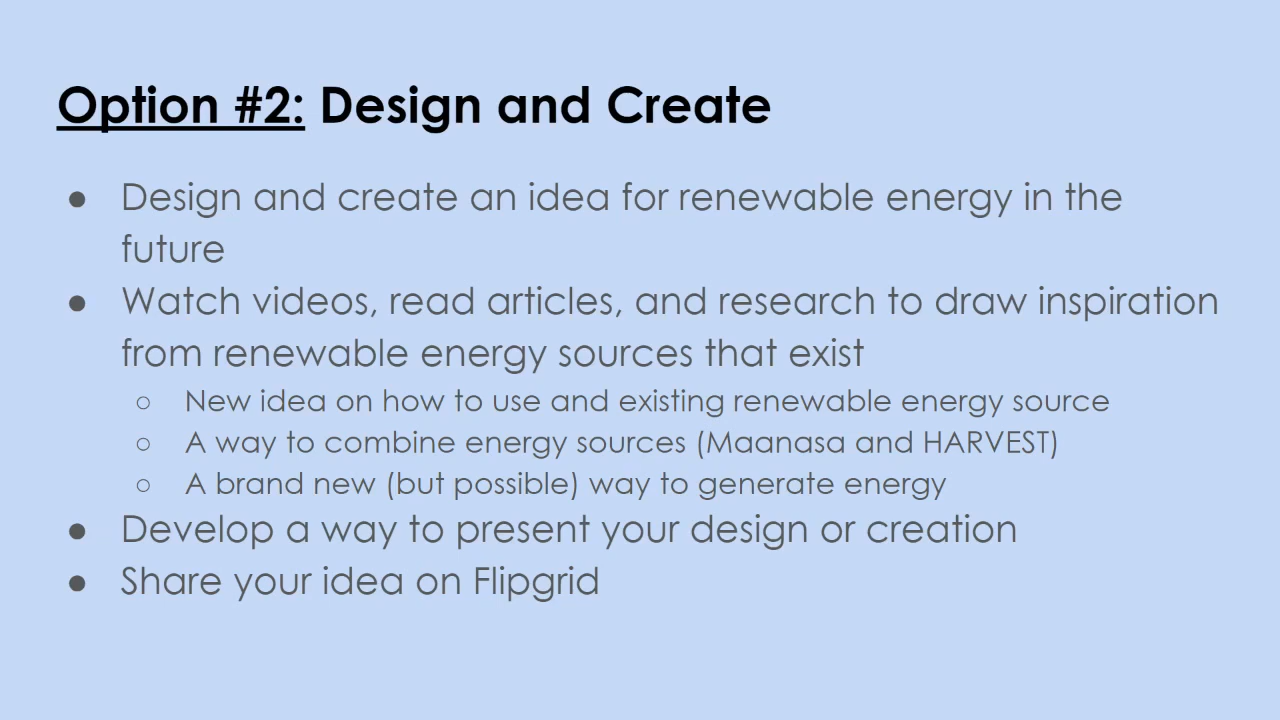 Option #2: Design and Create
● Design and create an idea for renewable energy in the
future
● Watch videos, read articles, and research to draw inspiration
from renewable energy sources that exist
○ New idea on how to use and existing renewable energy source
○ A way to combine energy sources (Maanasa and HARVEST)
○ A brand new (but possible) way to generate energy
● Develop a way to present your design or creation
● Share your idea on Flipgrid